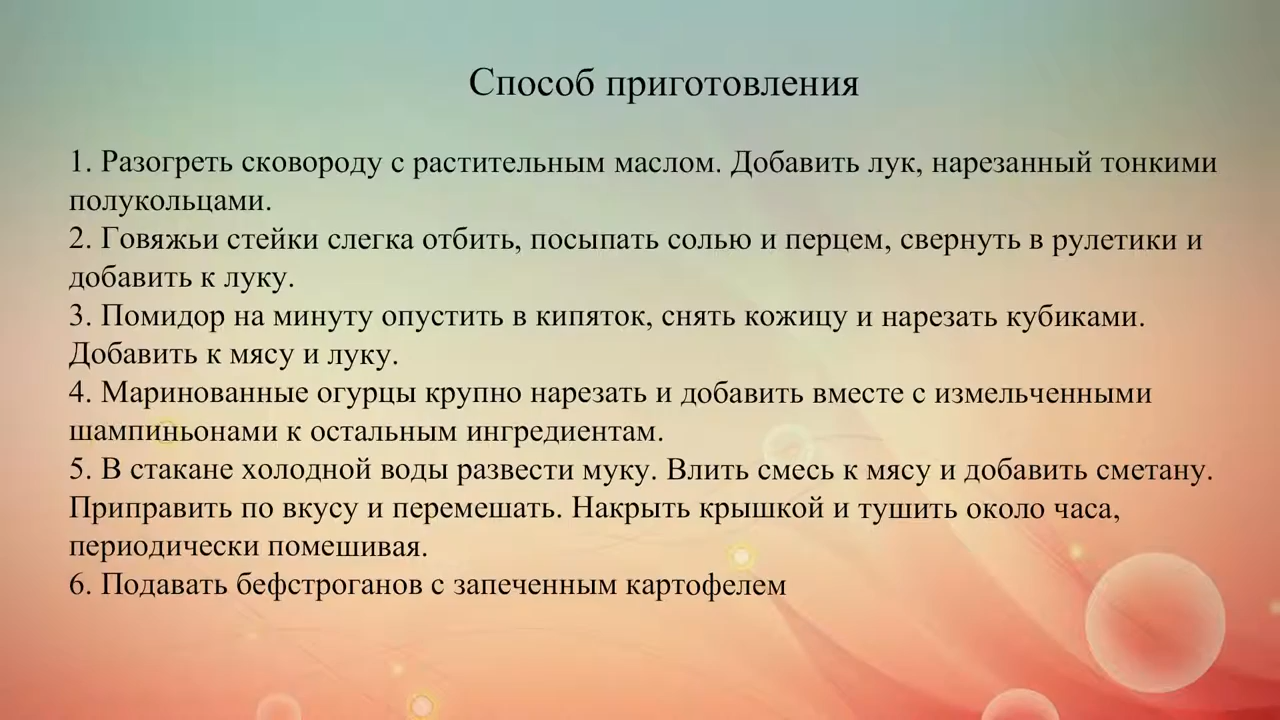 Способ приготовления
1. Разогреть сковороду с растительным маслом. Добавить лук, нарезанный тонкими
полукольцами.
2. Говяжьи стейки слегка отбить, посыпать солью и перцем, свернуть в рулетики и
добавить к луку.
3. Помидор на минуту опустить в кипяток, снять кожицу и нарезать кубиками.
Добавить к мясу и луку.
4. Маринованные огурцы крупно нарезать и добавить вместе с измельченными
шампиньонами к остальным ингредиентам.
5. В стакане холодной воды развести муку. Влить смесь к мясу и добавить сметану.
Приправить по вкусу и перемешать. Накрыть крышкой и тушить около часа,
периодически помешивая.
6. Подавать бефстроганов с запеченным картофелем